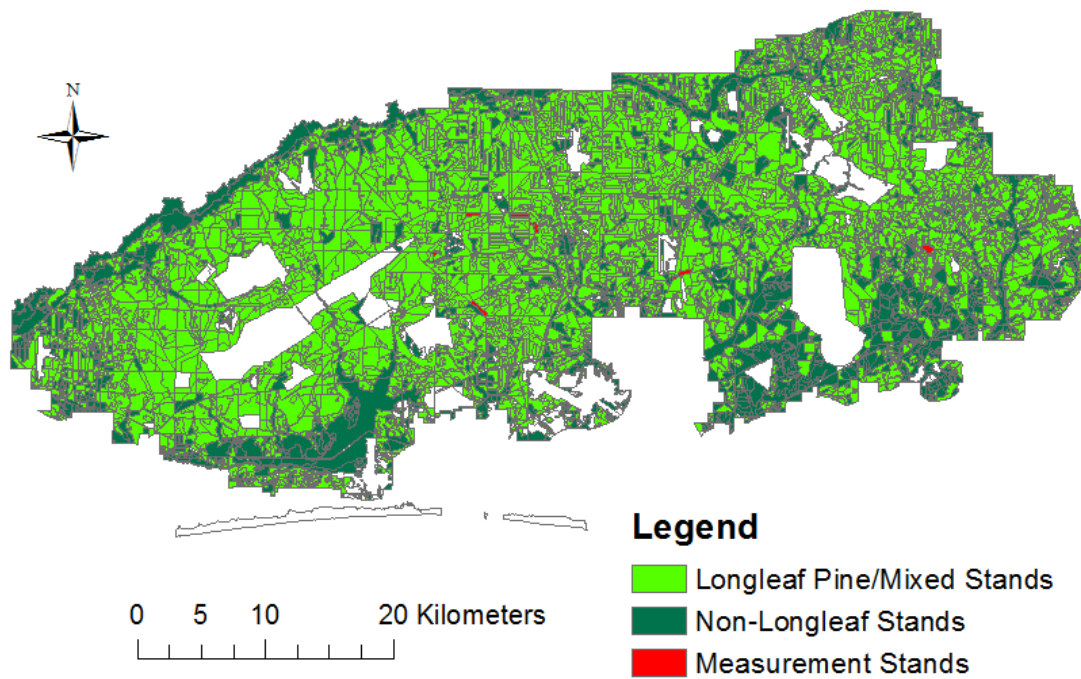 N
Legend
Longleaf Pine/Mixed Stands
Non-Longleaf Stands
Measurement Stands
0 5 10 20 Kilometers